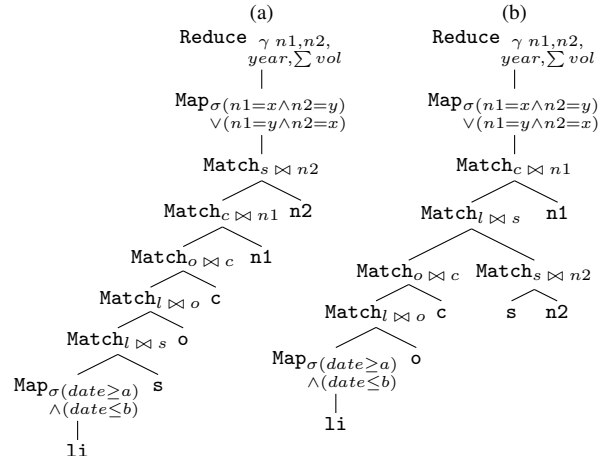 (a) (b)
Reduce γ n1,n2, Reduce γ n1,n2,
year,∑ vol year,∑ vol
Map σ(n1=x∧n2=y) Map σ(n1=x∧n2=y)
∨(n1=y∧n2=x) ∨(n1=y∧n2=x)
Match s ⋈ n2 Match c ⋈ n1
Match c ⋈ n1 n2 Match l ⋈ s n1
Match o ⋈ c n1 Match o ⋈ c Match s ⋈ n2
Match l ⋈ o c Match l ⋈ o c s n2
Match l ⋈ s o Map σ(date≥a) o
∧(date≤b)
Map σ(date≥a) s li
∧(date≤b)
li